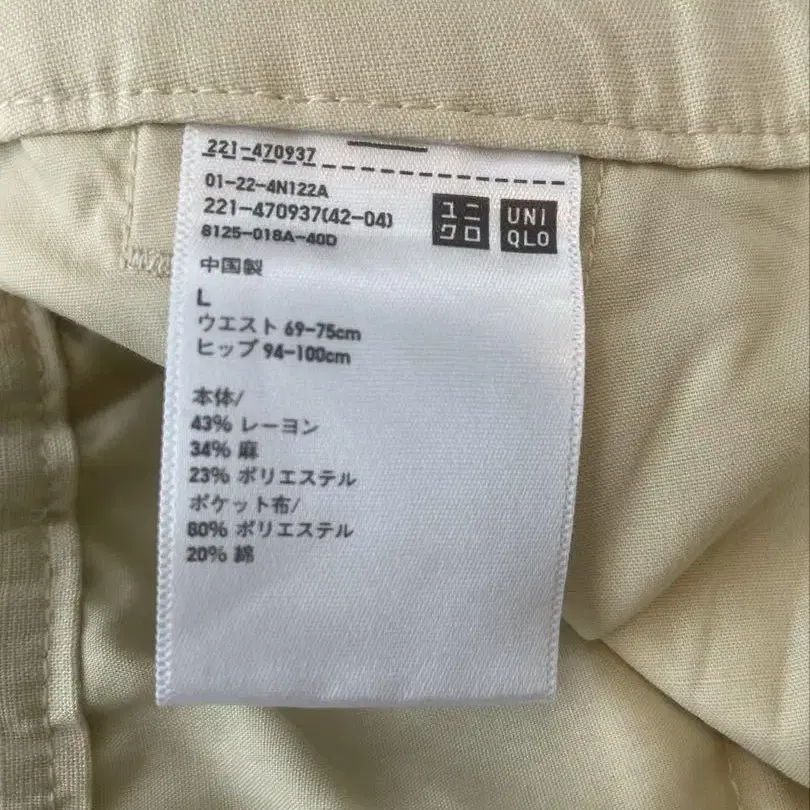 221-470937
01-22-4N122A
221-470937(42-04)
8125-018A-40D
ユニ
クロ
UNI
QLO
中国製
L
ウエスト 69-75cm
ヒップ 94-100cm
本体/
43% レーヨン
34% 麻
23% ポリエステル
ポケット布/
80% ポリエステル
20% 綿